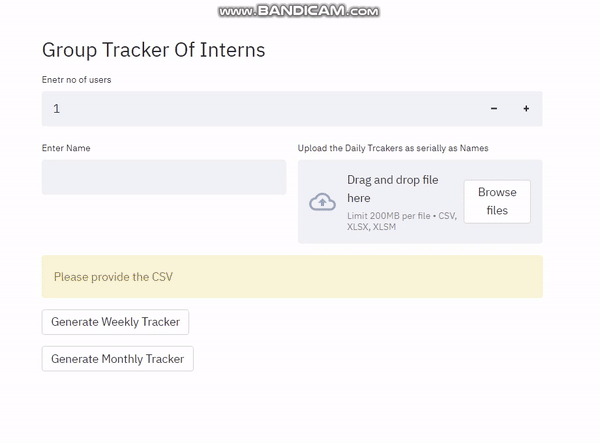 www.BANDICAM.com
Group Tracker Of Interns
Enetr no of users
1
− +
Enter Name
Upload the Daily Trcakers as serially as Names
Drag and drop file
here
Limit 200MB per file • CSV,
XLSX, XLSM
Browse
files
Please provide the CSV
Generate Weekly Tracker
Generate Monthly Tracker